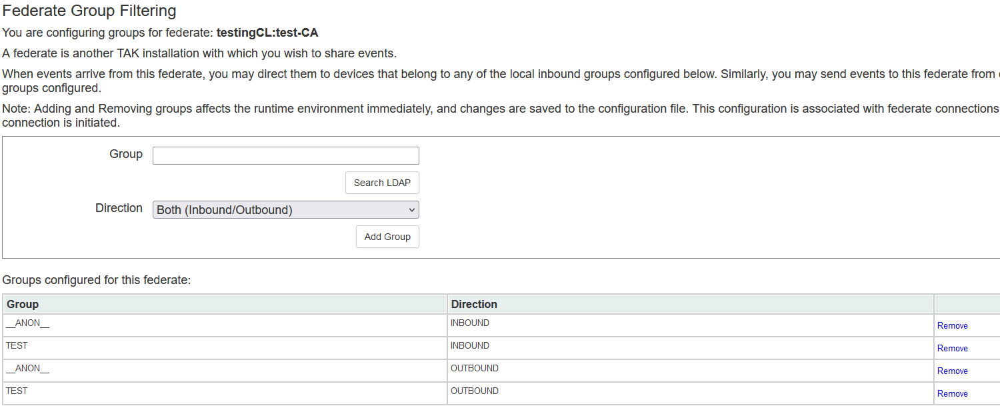 Federate Group Filtering
You are configuring groups for federate: testingCL:test-CA
A federate is another TAK installation with which you wish to share events.
When events arrive from this federate, you may direct them to devices that belong to any of the local inbound groups configured below. Similarly, you may send events to this federate from
groups configured.
Note: Adding and Removing groups affects the runtime environment immediately, and changes are saved to the configuration file. This configuration is associated with federate connections
connection is initiated.
Group
Search LDAP
Direction Both (Inbound/Outbound)
Add Group
Groups configured for this federate:
Group Direction
__ANON__ INBOUND Remove
TEST INBOUND Remove
__ANON__ OUTBOUND Remove
TEST OUTBOUND Remove